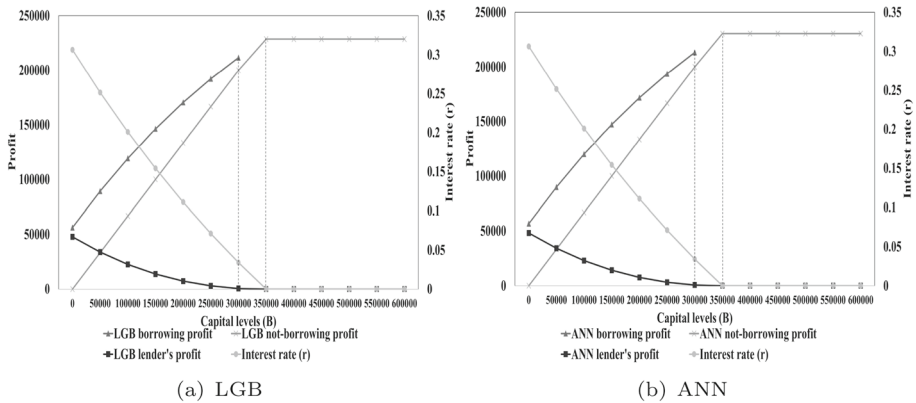 250000 0.35 250000 0.35
200000 0.3 200000 0.3
0.25 0.25
150000 0.2 150000 0.2
Profit Interest rate (r) Profit Interest rate (r)
100000 0.15 100000 0.15
0.1 0.1
50000 0.05 50000 0.05
0 0 0 0
0 50000 100000 150000 200000 250000 300000 350000 400000 450000 500000 550000 600000
Capital levels (B)
LGB borrowing profit LGB not-borrowing profit
LGB lender's profit Interest rate (r)
0 50000 100000 150000 200000 250000 300000 350000 400000 450000 500000 550000 600000
Capital levels (B)
ANN borrowing profit ANN not-borrowing profit
ANN lender's profit Interest rate (r)
(a) LGB
(b) ANN